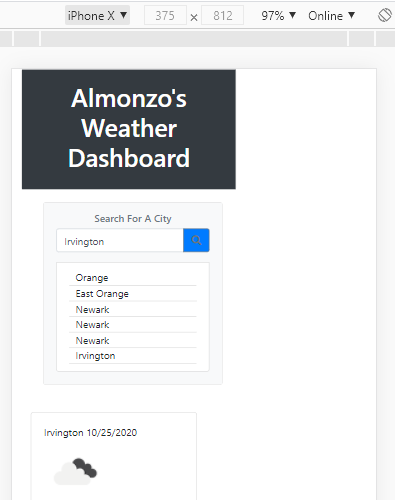 iPhone X ▼ 375 × 812 97% ▼ Online ▼
Almonzo's
Weather
Dashboard
Search For A City
Irvington
Orange
East Orange
Newark
Newark
Newark
Irvington
Irvington 10/25/2020